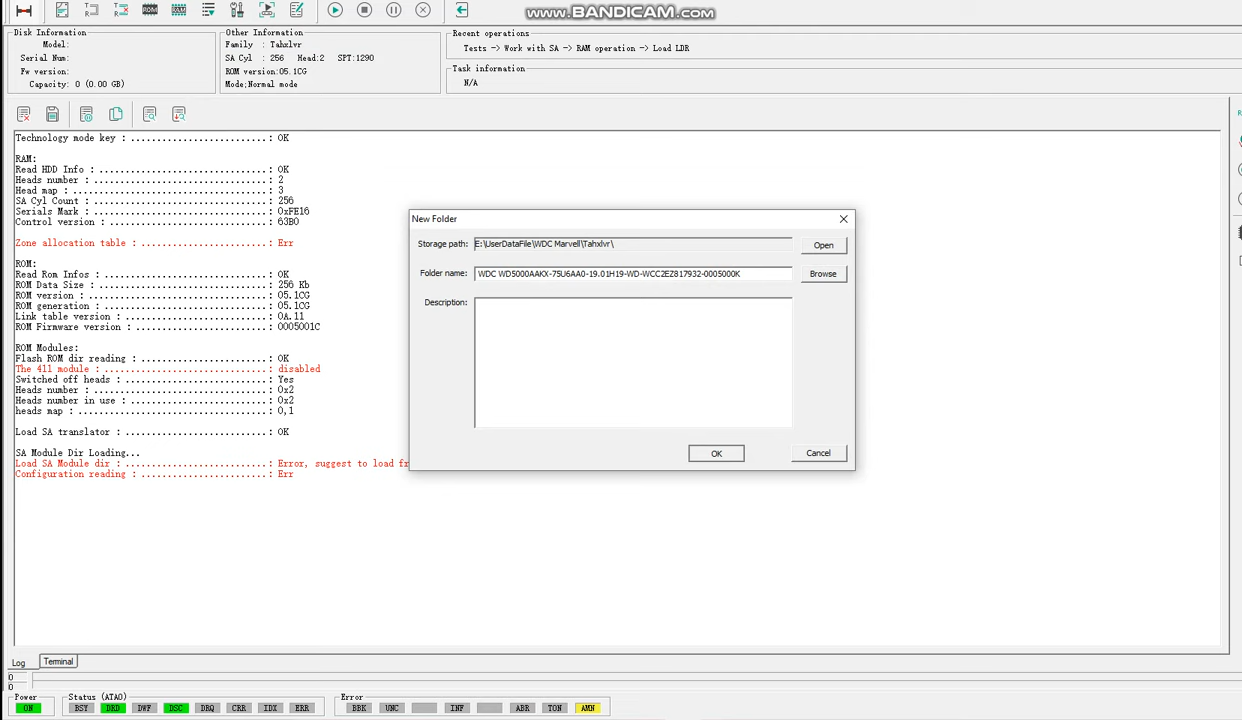 www.BANDICAM.com
Disk Information
Model:
Serial Num:
Fw version:
Capacity: 0 (0.00 GB)
Other Information
Family : Tahxlvr
SA Cyl : 256 Head:2 SPT:1290
ROM version:05.1CG
Mode;Normal mode
Recent operations
Tests -> Work with SA -> RAM operation -> Load LDR
Task information
N/A
Technology mode key : ..........................: OK
RAM:
Read HDD Info : ................................: OK
Heads number : .................................: 2
Head map : .....................................: 3
SA Cyl Count : .................................: 256
Serials Mark : .................................: 0xFE16
Control version : ..............................: 63B0
Zone allocation table : ........................: Err
ROM:
Read Rom Infos : ...............................: OK
ROM Data Size : ................................: 256 Kb
ROM version : ..................................: 05.1CG
ROM generation : ...............................: 05.1CG
Link table version : ...........................: 0A.11
ROM Firmware version : .........................: 0005001C
ROM Modules:
Flash ROM dir reading : ........................: OK
The 411 module : ...............................: disabled
Switched off heads : ...........................: Yes
Heads number : .................................: 0x2
Heads number in use : ..........................: 0x2
heads map : ....................................: 0,1
Load SA translator : ...........................: OK
SA Module Dir Loading...
Load SA Module dir : ...........................: Error, suggest to load fr
Configuration reading : ........................: Err
New Folder
Storage path: E:\UserDataFile\WDC Marvell\Tahxlvr\
Open
Folder name: WDC WD5000AAKX-75U6AA0-19.01H19-WD-WCC2EZ817932-0005000K
Browse
Description:
OK
Cancel
Log
Terminal
0
0
Power
ON
Status (ATA0)
BSY DRD DWF DSC DRQ CRR IDX ERR
Error
BBK UNC INF ABR TON AMN